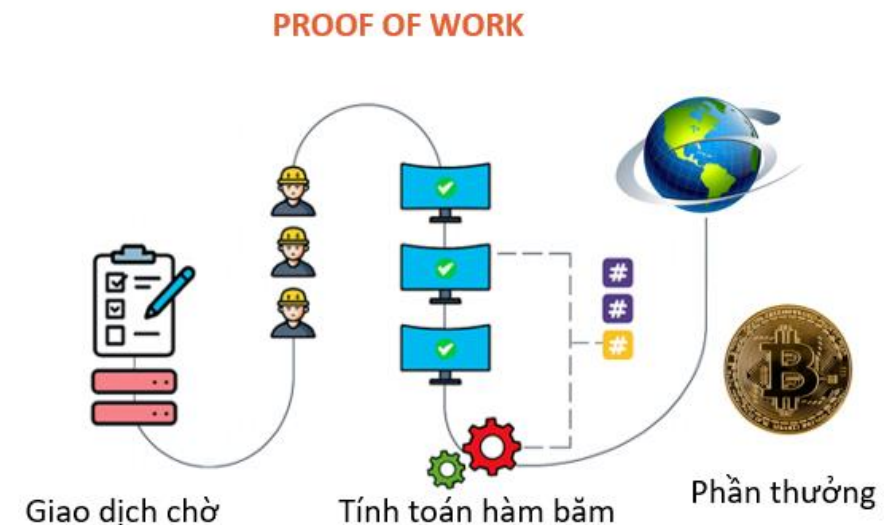 PROOF OF WORK
#
#
#
Giao dịch chờ
Tính toán hàm băm
Phần thưởng